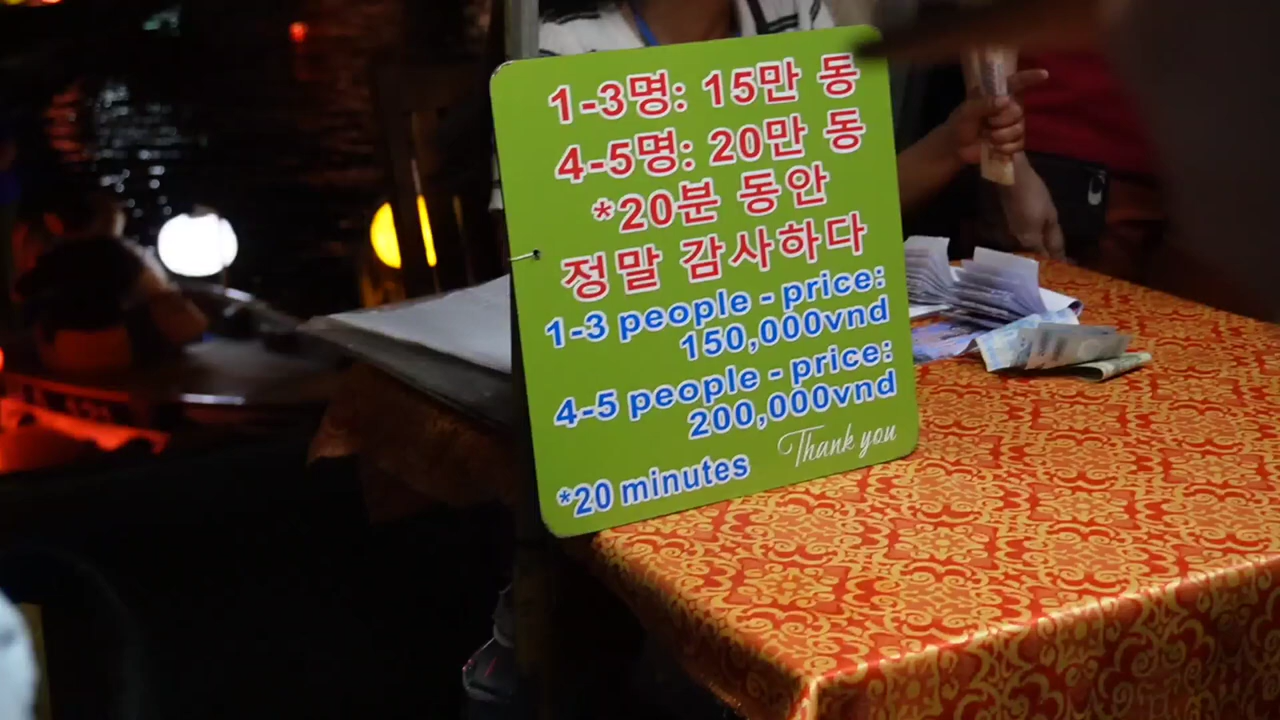 1-3명: 15만 동
4-5명: 20만 동
*20분 동안
정말 감사하다
1-3 people - price:
150,000vnd
4-5 people - price:
200,000vnd
Thank you
*20 minutes